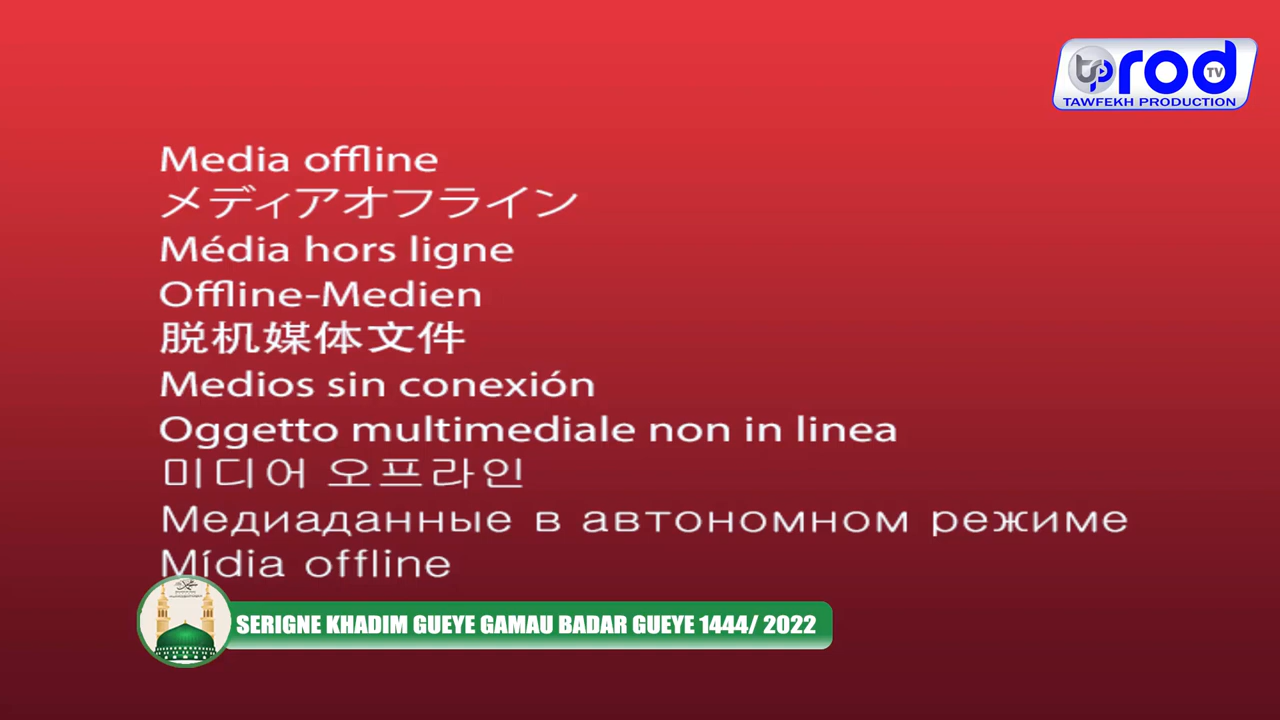 tprod TV
TAWFEKH PRODUCTION
Media offline
メディアオフライン
Média hors ligne
Offline-Medien
脱机媒体文件
Medios sin conexión
Oggetto multimediale non in linea
미디어 오프라인
Медиаданные в автономном режиме
Mídia offline
SERIGNE KHADIM GUEYE GAMAU BADAR GUEYE 1444/ 2022